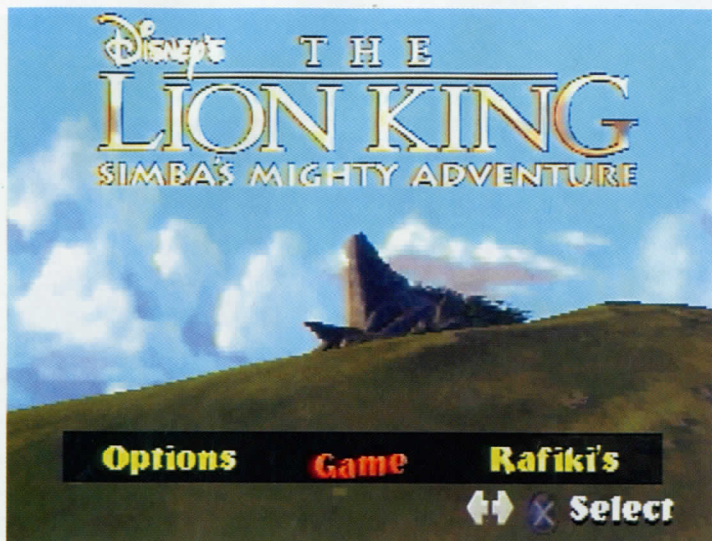 Disney's THE
LION KING
SIMBA'S MIGHTY ADVENTURE
Options Game Rafiki's
X Select